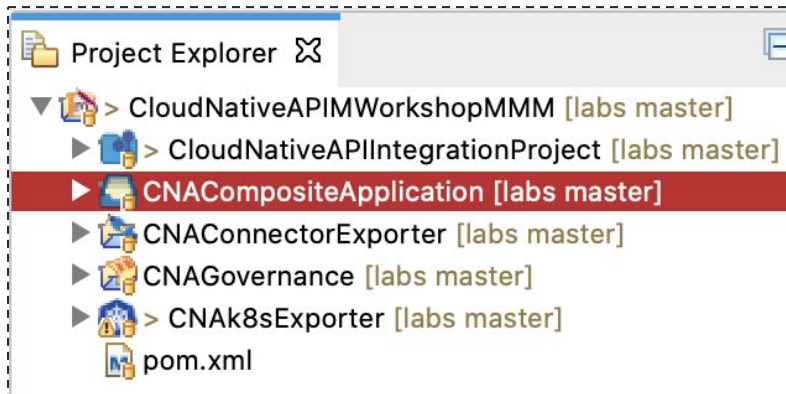 Project Explorer
> CloudNativeAPIMWorkshopMMM [labs master]
> CloudNativeAPIIntegrationProject [labs master]
CNACompositeApplication [labs master]
CNAConnectorExporter [labs master]
CNAGovernance [labs master]
> CNAk8sExporter [labs master]
pom.xml